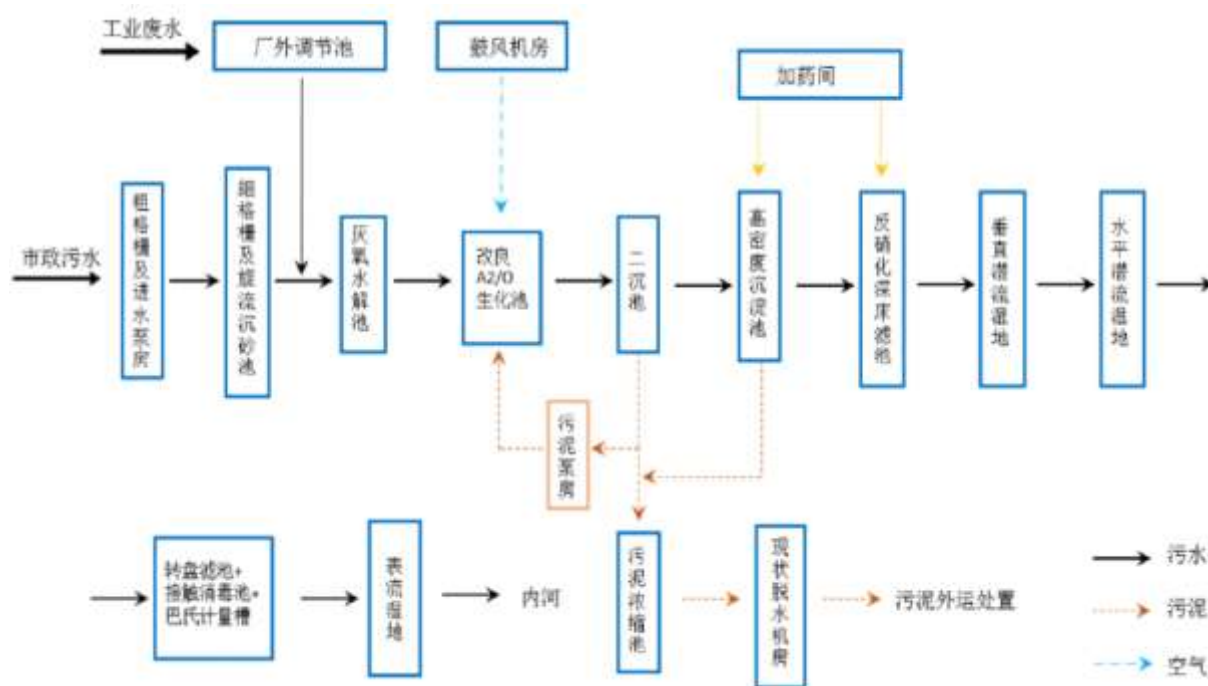 工业废水
厂外调节池
鼓风机房
加药间
市政污水
粗格栅及进水泵房
细格栅及旋流沉砂池
厌氧水解池
改良
A2/O
生化池
二沉池
高密度沉淀池
反硝化深床滤池
垂直潜流湿地
水平潜流湿地
污泥泵房
转盘滤池+
接触消毒池+
巴氏计量槽
表流湿地
内河
污泥浓缩池
现状脱水机房
污泥外运处置
污水
污泥
空气